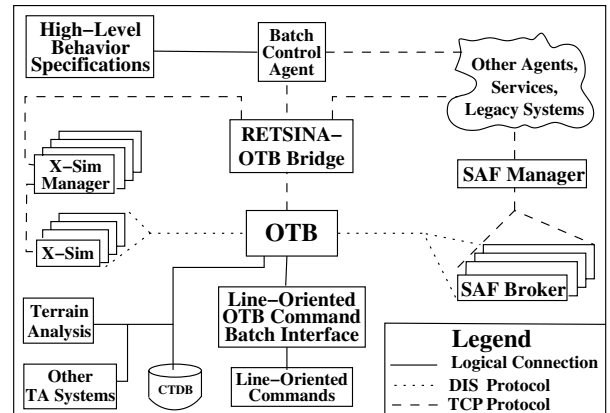 High-Level
Behavior
Specifications
Batch
Control
Agent
Other Agents,
Services,
Legacy Systems
RETSINA-
OTB Bridge
X-Sim
Manager
SAF Manager
X-Sim
OTB
SAF Broker
Terrain
Analysis
Line-Oriented
OTB Command
Batch Interface
Other
TA Systems
CTDB
Line-Oriented
Commands
Legend
Logical Connection
DIS Protocol
TCP Protocol